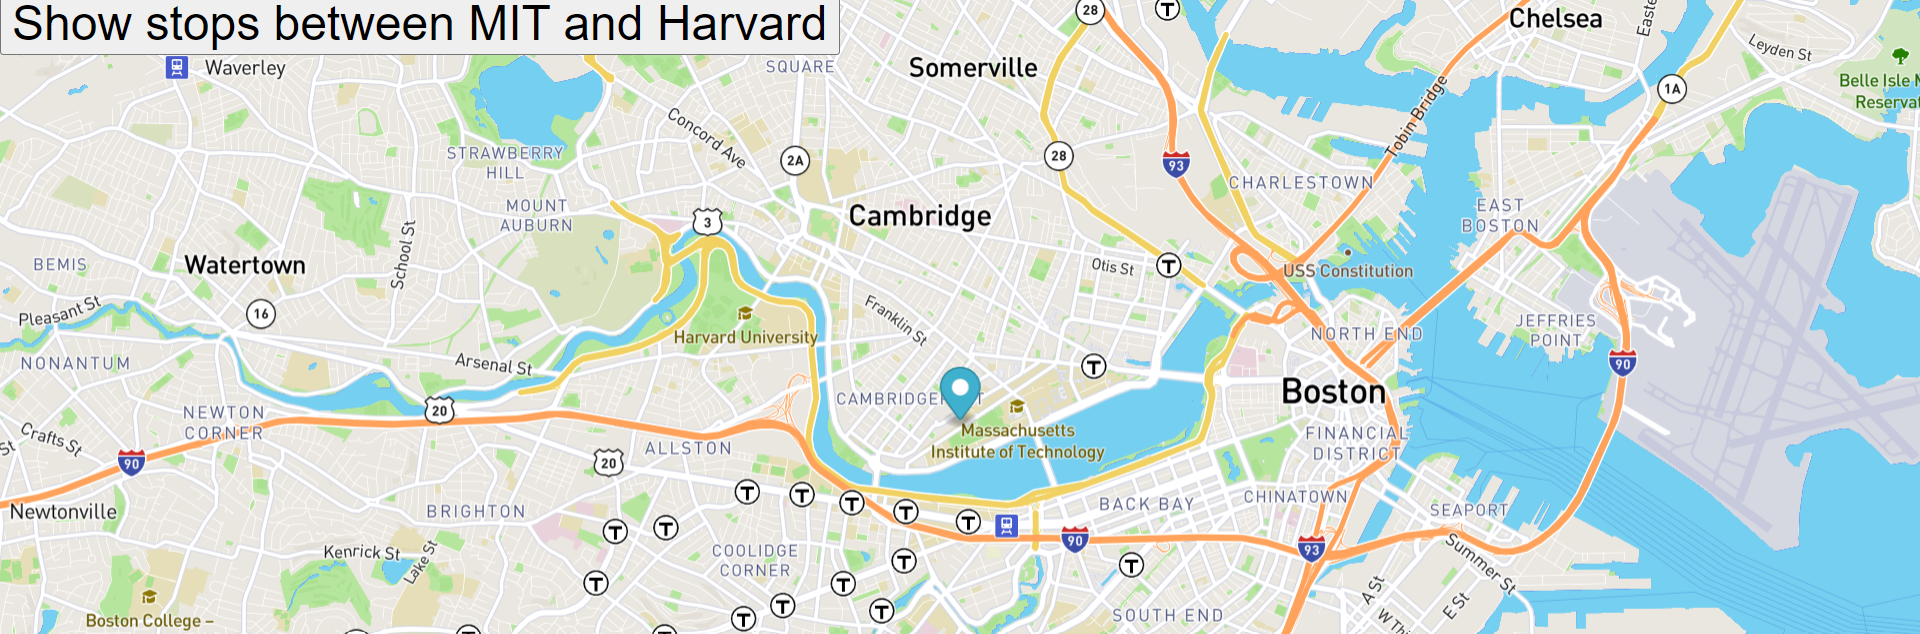 Show stops between MIT and Harvard
28
T
Chelsea
Leyden St
Waverley
SQUARE
Somerville
1A
Belle Isle
Concord Ave
Tobin Bridge
STRAWBERRY
HILL
2A
28
93
CHARLESTOWN
MOUNT
AUBURN
3
Cambridge
EAST
BOSTON
School St
BEMIS
Watertown
Otis St
T
USS Constitution
Pleasant St
16
Franklin St
Harvard University
NORTH END
JEFFRIES
POINT
NONANTUM
Arsenal St
T
90
CAMBRIDGEP
T
Boston
NEWTON
CORNER
20
Massachusetts
Institute of Technology
Crafts St
St
90
ALLSTON
20
FINANCIAL
DISTRICT
T
T
T
T
T
BACK BAY
CHINATOWN
SEAPORT
Newtonville
BRIGHTON
T
T
90
93
Kenrick St
Lake St
COOLIDGE
CORNER
T
T
Summer St
T
T
T
T
T
A St
E St
Boston College –
SOUTH END
W Thi